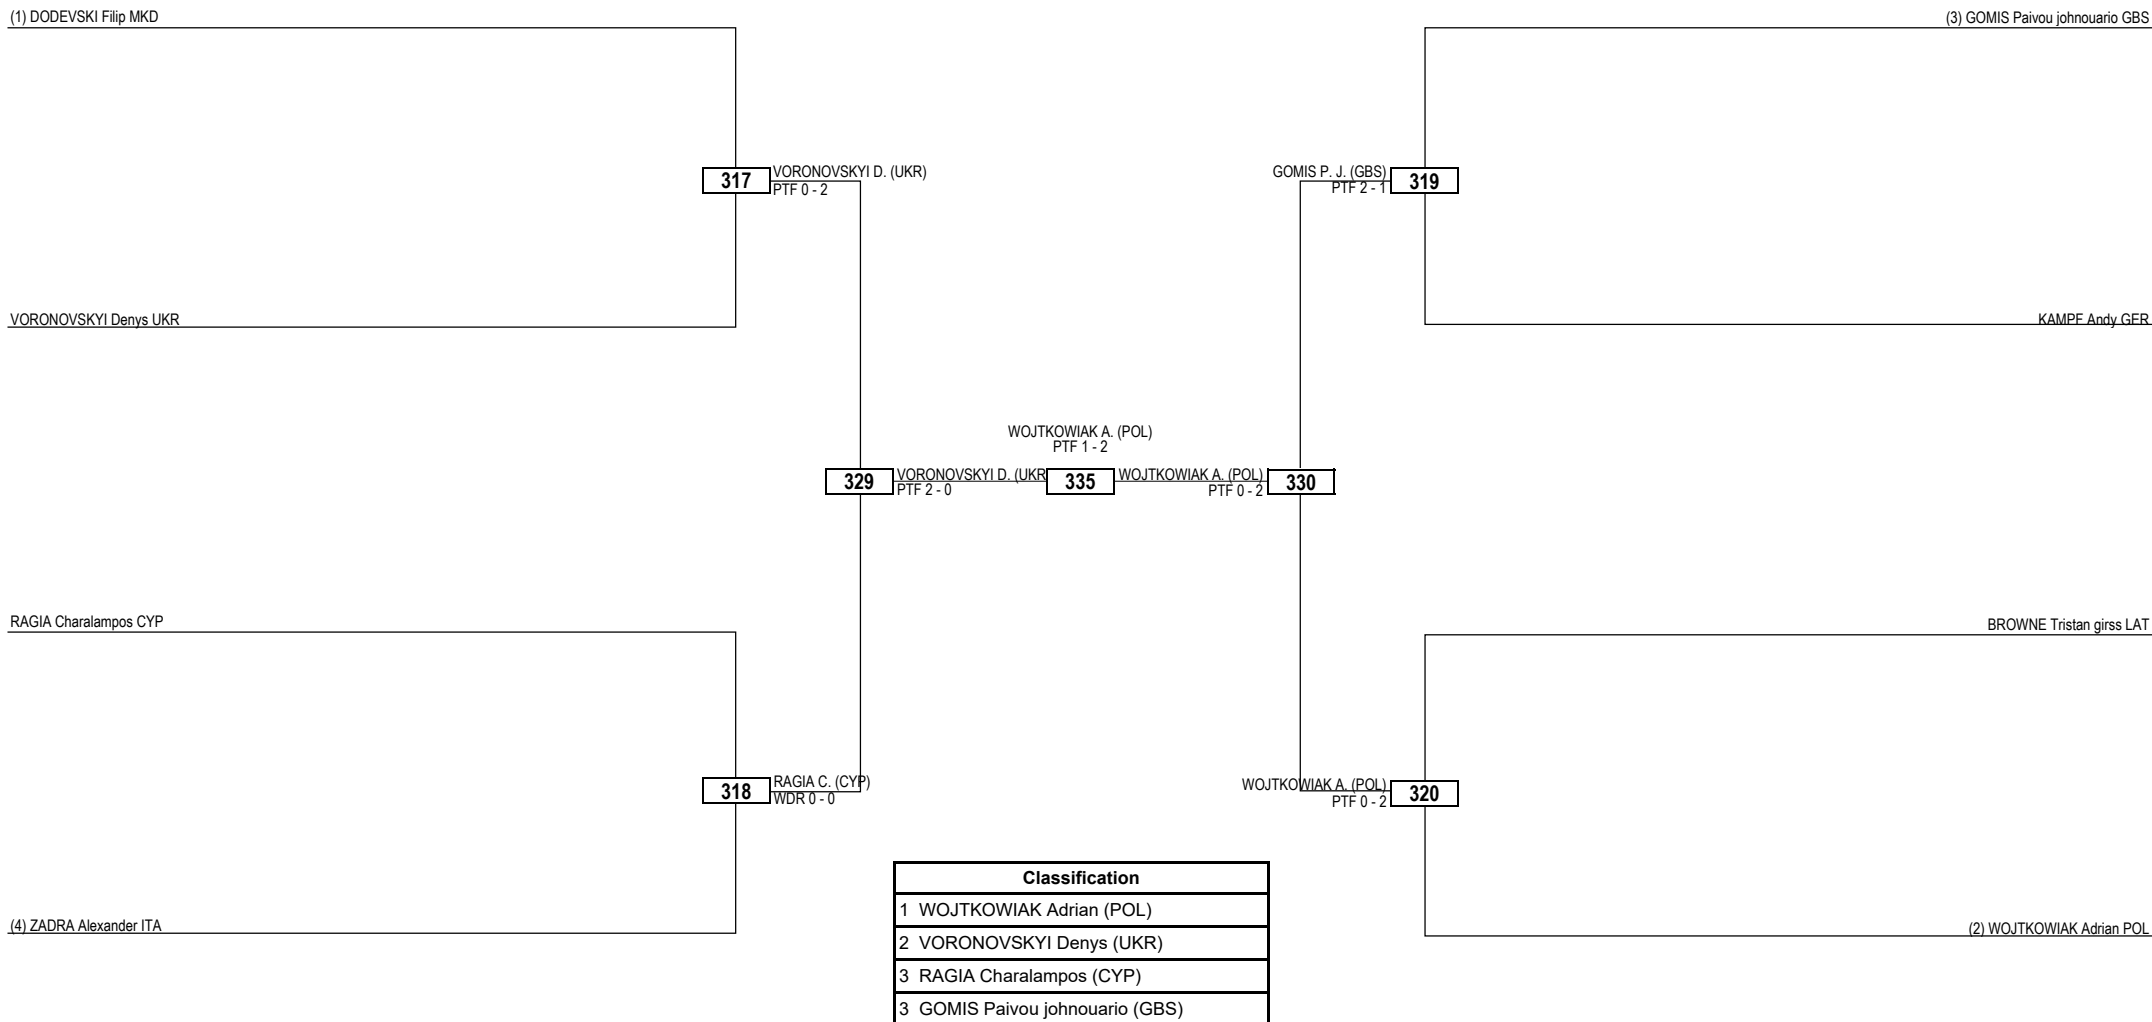 (1) DODEVSKI Filip MKD
(3) GOMIS Paivou johnouario GBS
317
VORONOVSKYI D. (UKR)
PTF 0 - 2
GOMIS P. J. (GBS)
PTF 2 - 1
319
VORONOVSKYI Denys UKR
KAMPF Andy GER
WOJTKOWIAK A. (POL)
PTF 1 - 2
329
VORONOVSKYI D. (UKR
PTF 2 - 0
335
WOJTKOWIAK A. (POL)
PTF 0 - 2
330
RAGIA Charalampos CYP
BROWNE Tristan girss LAT
318
RAGIA C. (CYP)
WDR 0 - 0
WOJTKOWIAK A. (POL)
PTF 0 - 2
320
(4) ZADRA Alexander ITA
(2) WOJTKOWIAK Adrian POL
Classification
1 WOJTKOWIAK Adrian (POL)
2 VORONOVSKYI Denys (UKR)
3 RAGIA Charalampos (CYP)
3 GOMIS Paivou johnouario (GBS)